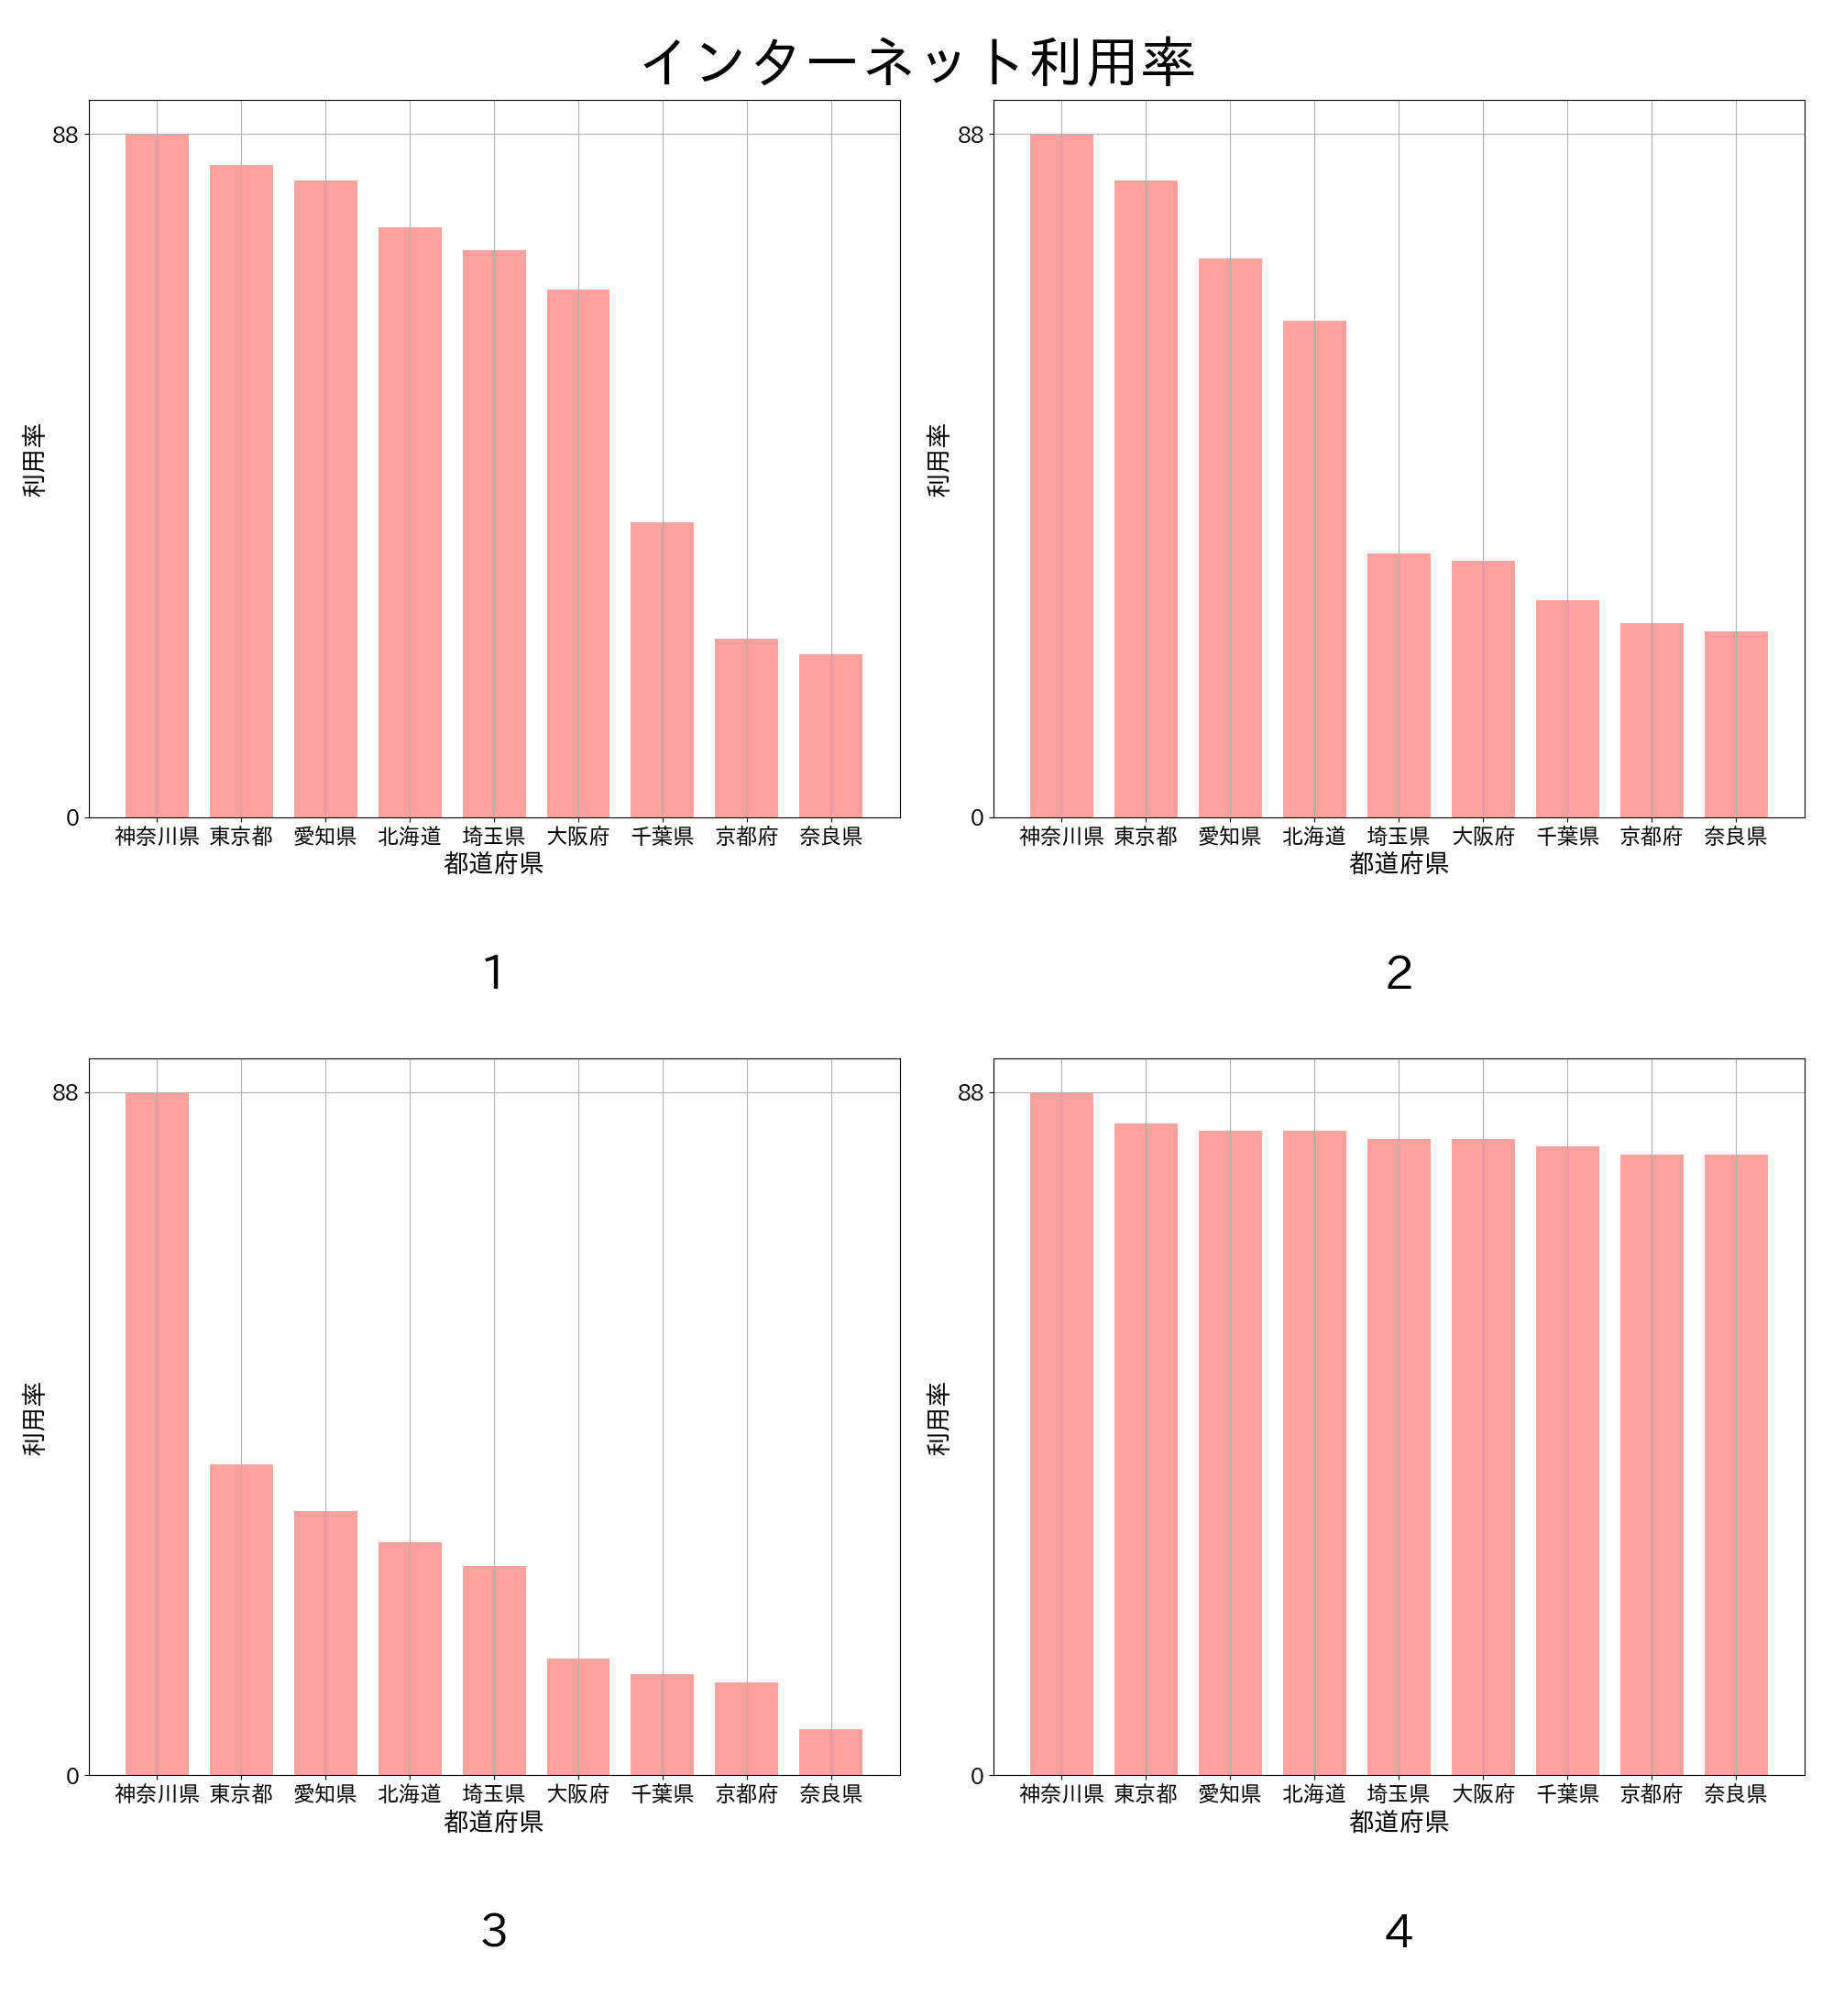 インターネット利用率
88
0
利用率
神奈川県 東京都 愛知県 北海道 埼玉県 大阪府 千葉県 京都府 奈良県
都道府県
1
88
0
利用率
神奈川県 東京都 愛知県 北海道 埼玉県 大阪府 千葉県 京都府 奈良県
都道府県
2
88
0
利用率
神奈川県 東京都 愛知県 北海道 埼玉県 大阪府 千葉県 京都府 奈良県
都道府県
3
88
0
利用率
神奈川県 東京都 愛知県 北海道 埼玉県 大阪府 千葉県 京都府 奈良県
都道府県
4